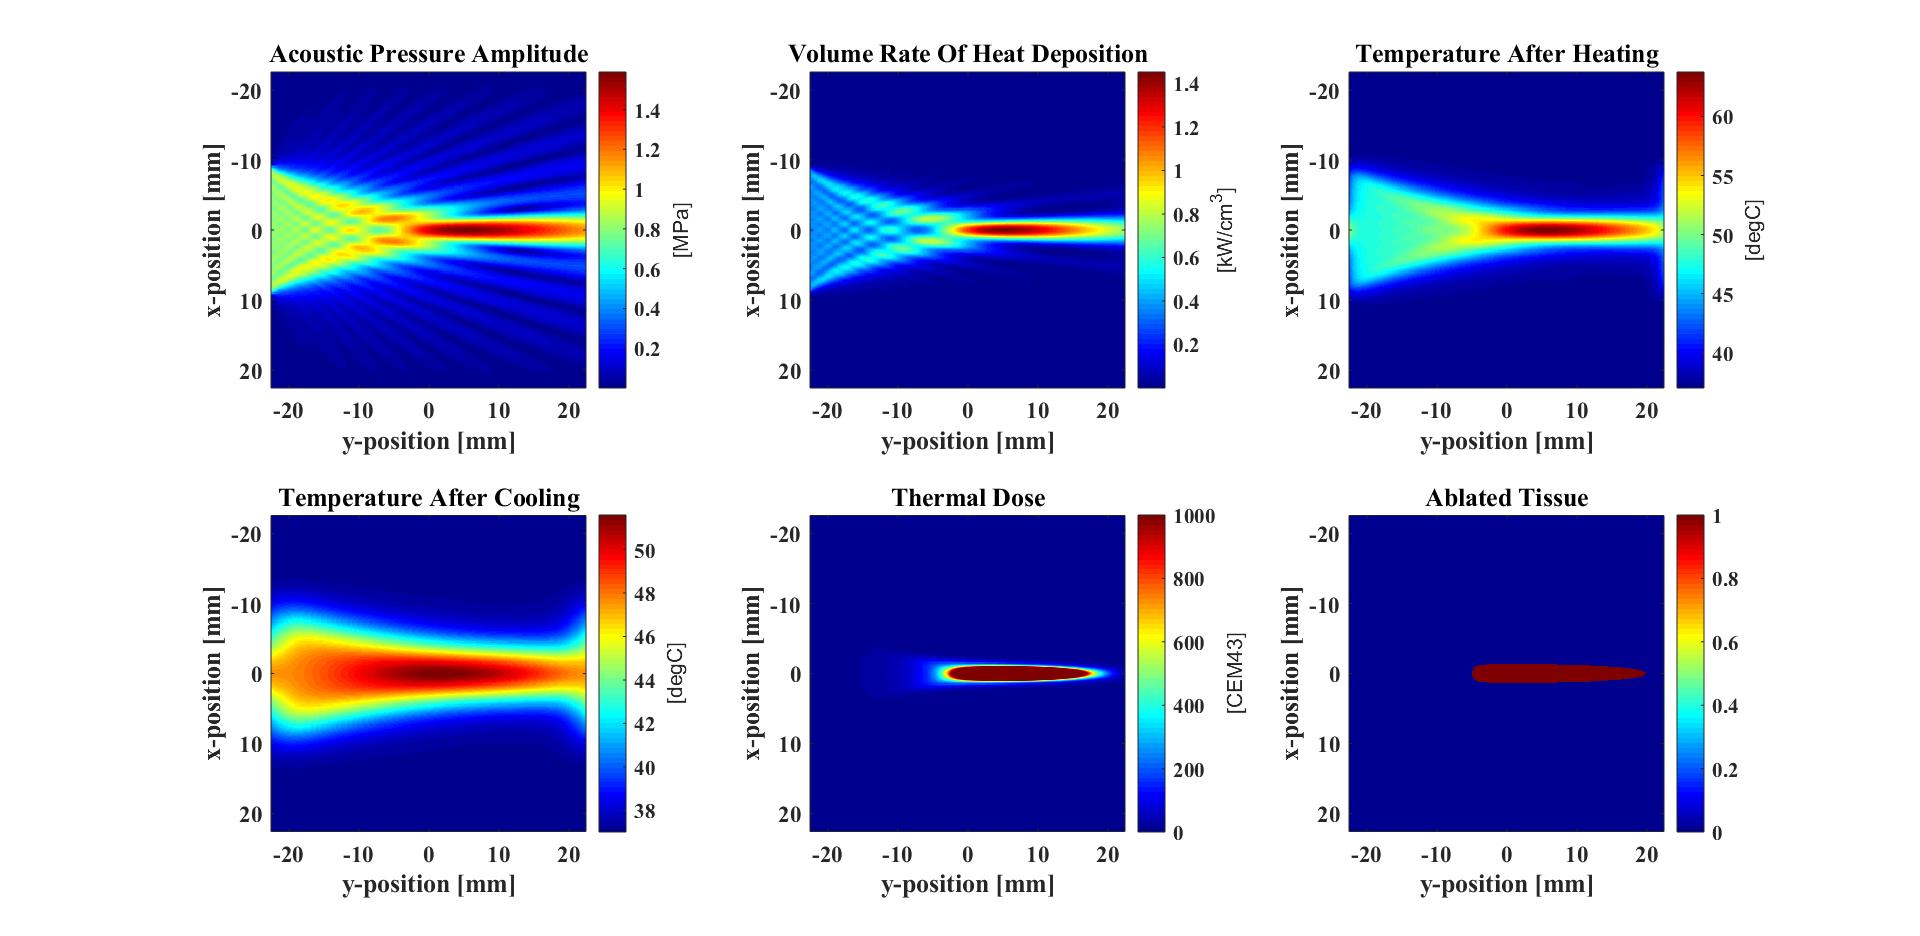 Acoustic Pressure Amplitude
-20
-10
0
10
20
x-position [mm]
-20 -10 0 10 20
y-position [mm]
1.4
1.2
1
0.8
0.6
0.4
0.2
[MPa]
Volume Rate Of Heat Deposition
-20
-10
0
10
20
x-position [mm]
-20 -10 0 10 20
y-position [mm]
1.4
1.2
1
0.8
0.6
0.4
0.2
[kW/cm³]
Temperature After Heating
-20
-10
0
10
20
x-position [mm]
-20 -10 0 10 20
y-position [mm]
60
55
50
45
40
[degC]
Temperature After Cooling
-20
-10
0
10
20
x-position [mm]
-20 -10 0 10 20
y-position [mm]
50
48
46
44
42
40
38
[degC]
Thermal Dose
-20
-10
0
10
20
x-position [mm]
-20 -10 0 10 20
y-position [mm]
1000
800
600
400
200
0
[CEM43]
Ablated Tissue
-20
-10
0
10
20
x-position [mm]
-20 -10 0 10 20
y-position [mm]
1
0.8
0.6
0.4
0.2
0